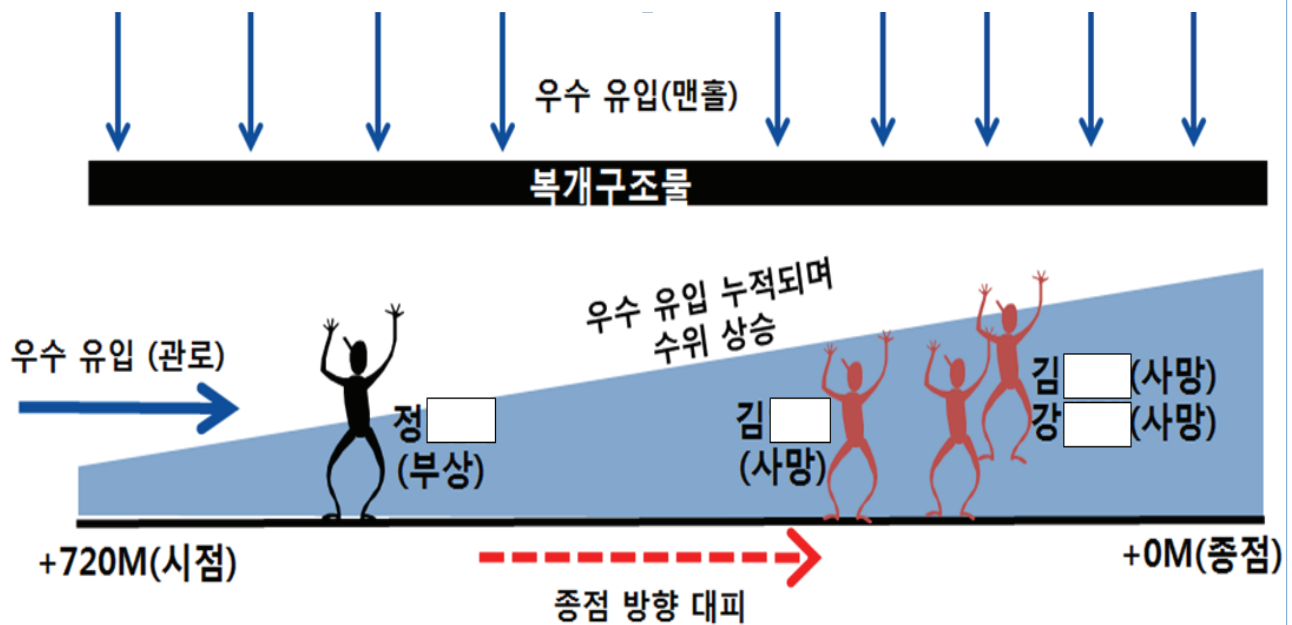 우수 유입(맨홀)
복개구조물
우수 유입 누적되며
수위 상승
우수 유입 (관로)
정
(부상)
김
(사망)
김 (사망)
강 (사망)
+720M(시점)
+0M(종점)
종점 방향 대피